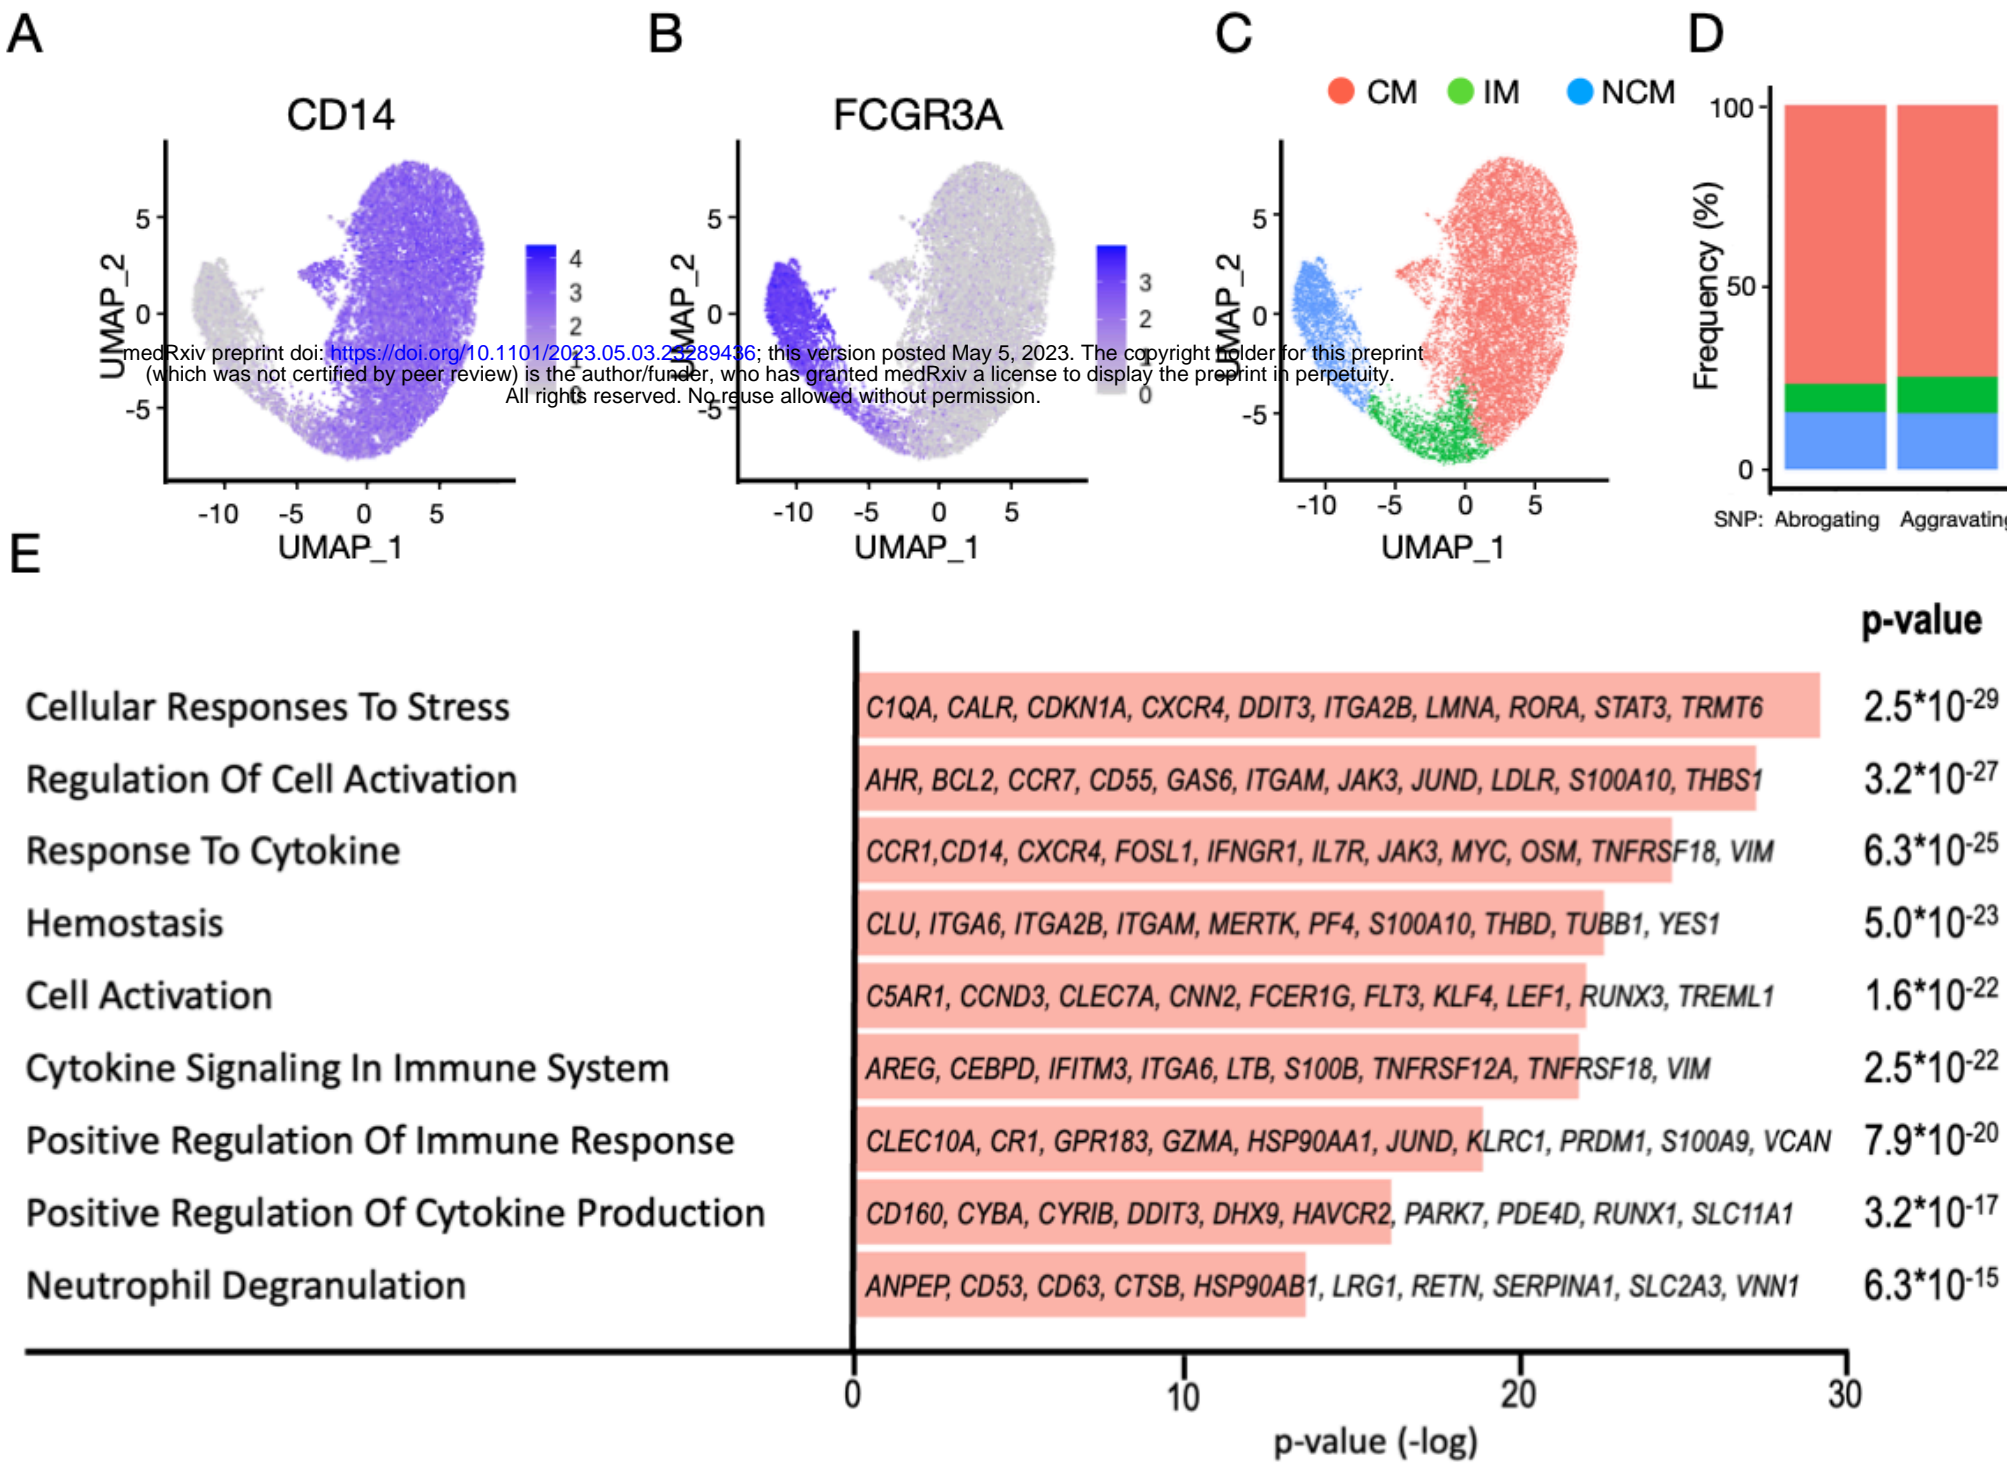 A
B
C
D
CM IM NCM
CD14
FCGR3A
UMAP_2
5
0
-5
-10 -5 0 5
UMAP_1
4
3
2
1
0
UMAP_2
5
0
-5
-10 -5 0 5
UMAP_1
3
2
1
0
UMAP_2
5
0
-5
-10 -5 0 5
UMAP_1
Frequency (%)
100
50
0
SNP: Abrogating Aggravating
medRxiv preprint doi: https://doi.org/10.1101/2023.05.03.23289436; this version posted May 5, 2023. The copyright holder for this preprint
(which was not certified by peer review) is the author/funder, who has granted medRxiv a license to display the preprint in perpetuity.
All rights reserved. No reuse allowed without permission.
E
p-value
Cellular Responses To Stress C1QA, CALR, CDKN1A, CXCR4, DDIT3, ITGA2B, LMNA, RORA, STAT3, TRMT6 2.5*10-29
Regulation Of Cell Activation AHR, BCL2, CCR7, CD55, GAS6, ITGAM, JAK3, JUND, LDLR, S100A10, THBS1 3.2*10-27
Response To Cytokine CCR1,CD14, CXCR4, FOSL1, IFNGR1, IL7R, JAK3, MYC, OSM, TNFRSF18, VIM 6.3*10-25
Hemostasis CLU, ITGA6, ITGA2B, ITGAM, MERTK, PF4, S100A10, THBD, TUBB1, YES1 5.0*10-23
Cell Activation C5AR1, CCND3, CLEC7A, CNN2, FCER1G, FLT3, KLF4, LEF1, RUNX3, TREML1 1.6*10-22
Cytokine Signaling In Immune System AREG, CEBPD, IFITM3, ITGA6, LTB, S100B, TNFRSF12A, TNFRSF18, VIM 2.5*10-22
Positive Regulation Of Immune Response CLEC10A, CR1, GPR183, GZMA, HSP90AA1, JUND, KLRC1, PRDM1, S100A9, VCAN 7.9*10-20
Positive Regulation Of Cytokine Production CD160, CYBA, CYRIB, DDIT3, DHX9, HAVCR2, PARK7, PDE4D, RUNX1, SLC11A1 3.2*10-17
Neutrophil Degranulation ANPEP, CD53, CD63, CTSB, HSP90AB1, LRG1, RETN, SERPINA1, SLC2A3, VNN1 6.3*10-15
0 10 20 30
p-value (-log)